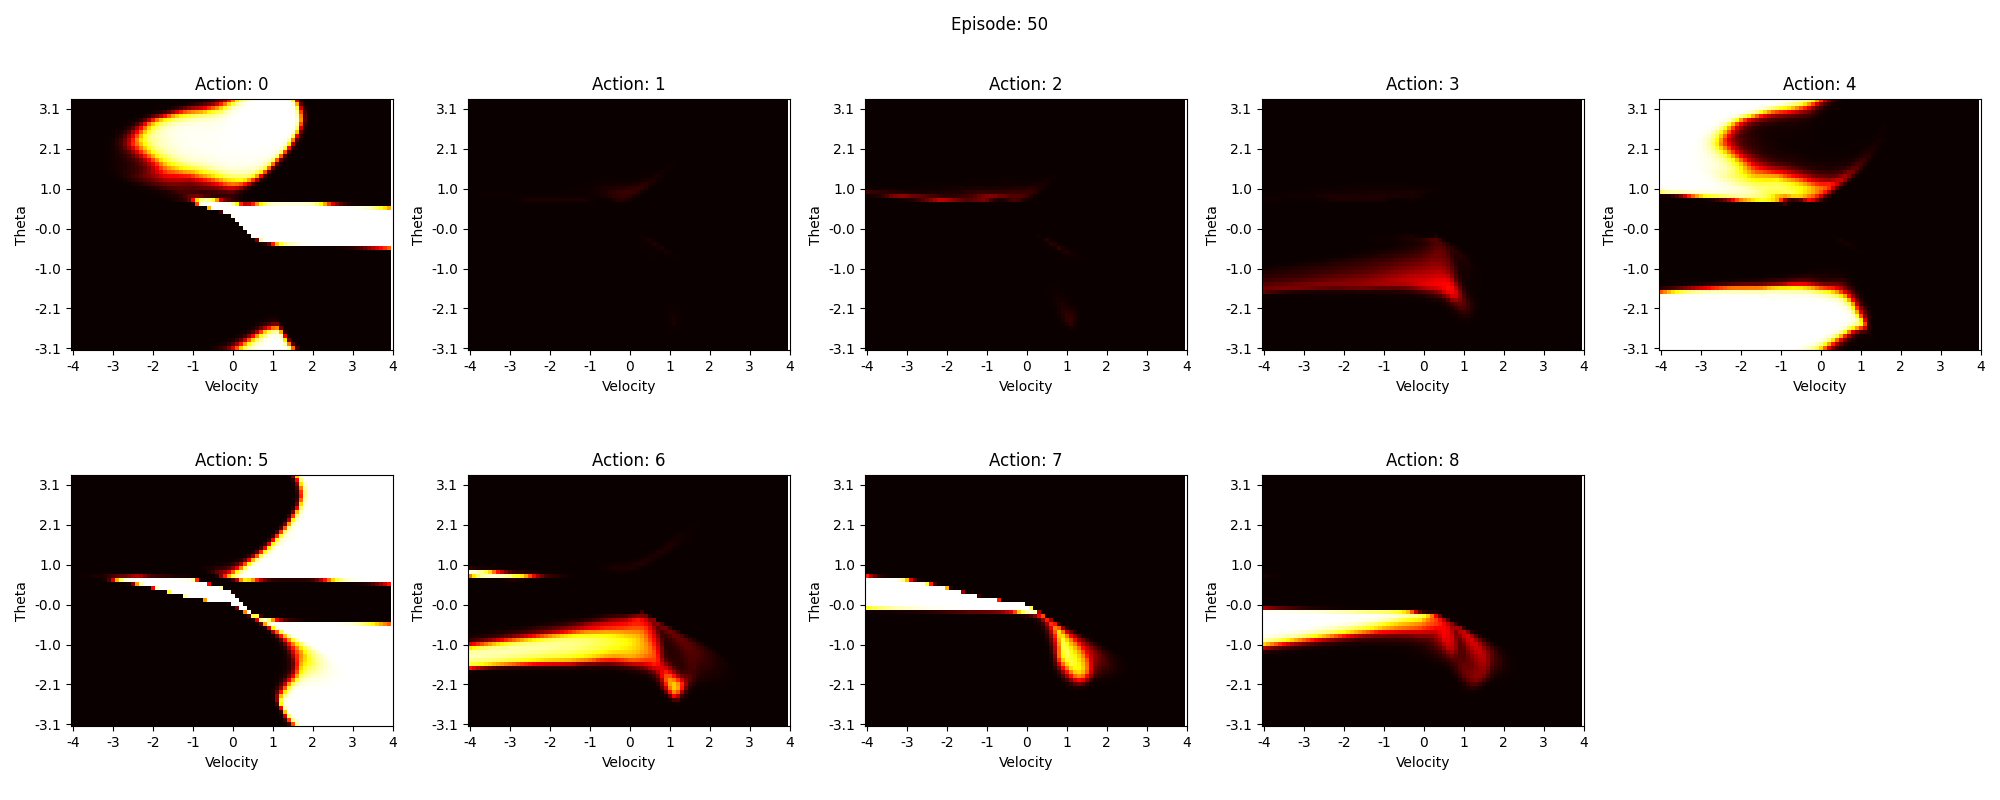 Episode: 50
Action: 0
Action: 1
Action: 2
Action: 3
Action: 4
3.1 3.1 3.1 3.1 3.1
2.1 2.1 2.1 2.1 2.1
1.0 1.0 1.0 1.0 1.0
Theta Theta Theta Theta Theta
-0.0 -0.0 -0.0 -0.0 -0.0
-1.0 -1.0 -1.0 -1.0 -1.0
-2.1 -2.1 -2.1 -2.1 -2.1
-3.1 -3.1 -3.1 -3.1 -3.1
-4 -3 -2 -1 0 1 2 3 4 -4 -3 -2 -1 0 1 2 3 4 -4 -3 -2 -1 0 1 2 3 4 -4 -3 -2 -1 0 1 2 3 4 -4 -3 -2 -1 0 1 2 3 4
Velocity Velocity Velocity Velocity Velocity
Action: 5
Action: 6
Action: 7
Action: 8
3.1 3.1 3.1 3.1
2.1 2.1 2.1 2.1
1.0 1.0 1.0 1.0
Theta Theta Theta Theta
-0.0 -0.0 -0.0 -0.0
-1.0 -1.0 -1.0 -1.0
-2.1 -2.1 -2.1 -2.1
-3.1 -3.1 -3.1 -3.1
-4 -3 -2 -1 0 1 2 3 4 -4 -3 -2 -1 0 1 2 3 4 -4 -3 -2 -1 0 1 2 3 4 -4 -3 -2 -1 0 1 2 3 4
Velocity Velocity Velocity Velocity